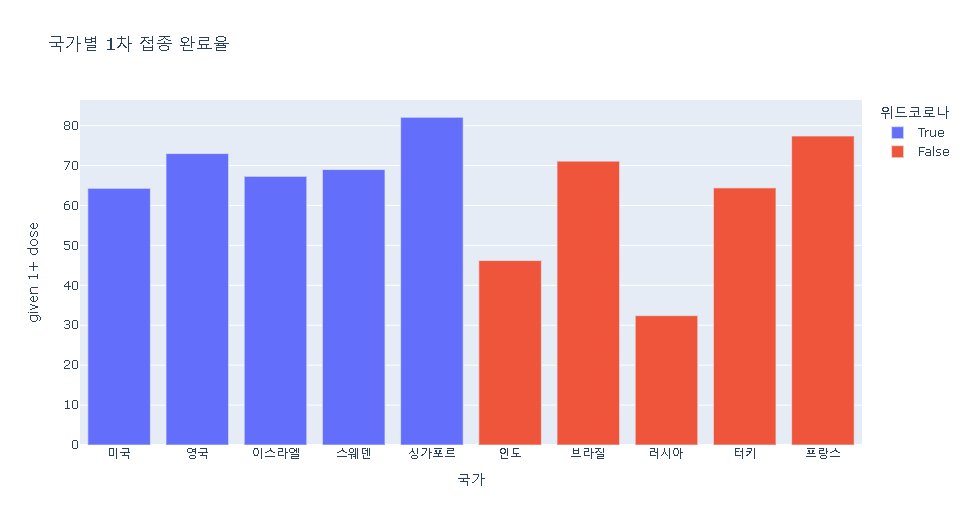 국가별 1차 접종 완료율
위드코로나
True
False
given 1+ dose
80
70
60
50
40
30
20
10
0
미국 영국 이스라엘 스웨덴 싱가포르 인도 브라질 러시아 터키 프랑스
국가